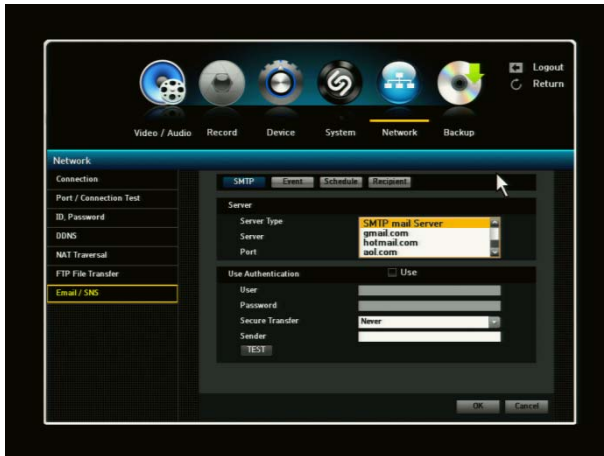 Logout
Return
Video / Audio Record Device System Network Backup
Network
Connection
Port / Connection Test
ID, Password
DDNS
NAT Traversal
FTP File Transfer
Email / SNS
SMTP Event Schedule Recipient
Server
Server Type SMTP mail Server
Server gmail.com
hotmail.com
Port aol.com
Use Authentication Use
User
Password
Secure Transfer Never
Sender
TEST
OK Cancel